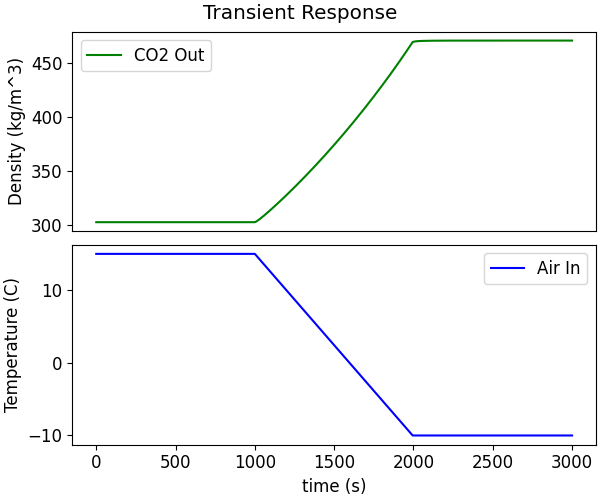 Transient Response
CO2 Out
Density (kg/m^3)
450
400
350
300
Air In
Temperature (C)
10
0
−10
0 500 1000 1500 2000 2500 3000
time (s)